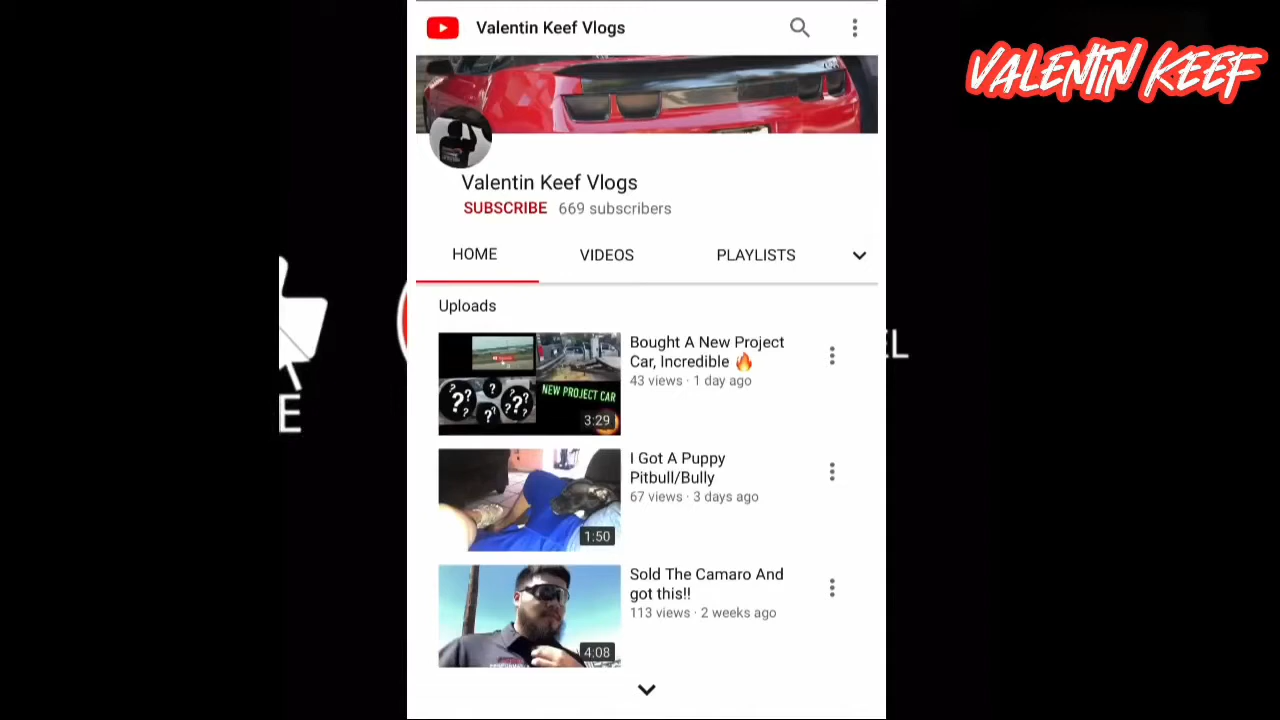 Valentin Keef Vlogs
VALENTIN KEEF
Valentin Keef Vlogs
SUBSCRIBE 669 subscribers
HOME VIDEOS PLAYLISTS
Uploads
Bought A New Project
Car, Incredible 🔥
43 views · 1 day ago
???
?
???
??
NEW PROJECT CAR
3:29
I Got A Puppy
Pitbull/Bully
67 views · 3 days ago
1:50
Sold The Camaro And
got this!!
113 views · 2 weeks ago
4:08
E
EL